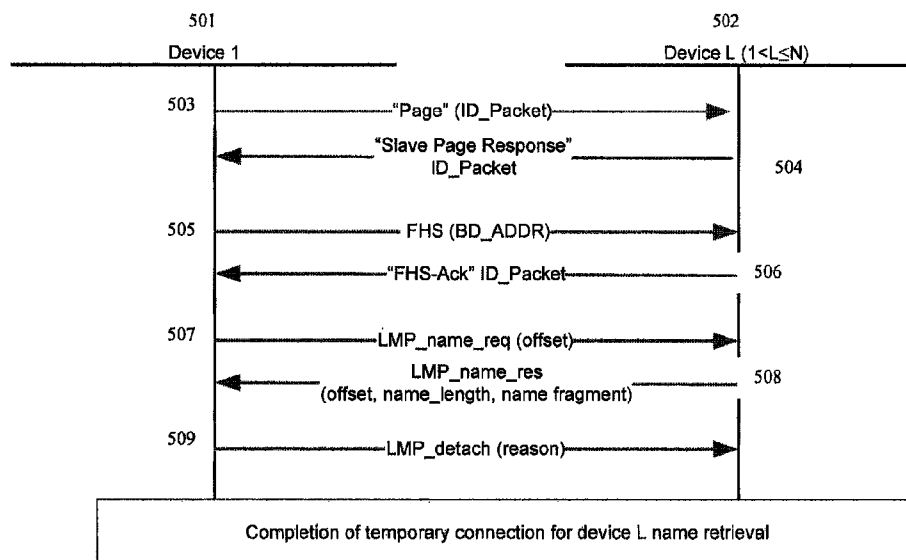 501
502
Device 1
Device L (1<L≤N)
503
"Page" (ID_Packet)
"Slave Page Response"
ID_Packet
504
505
FHS (BD_ADDR)
"FHS-Ack" ID_Packet
506
507
LMP_name_req (offset)
LMP_name_res
(offset, name_length, name fragment)
508
509
LMP_detach (reason)
Completion of temporary connection for device L name retrieval